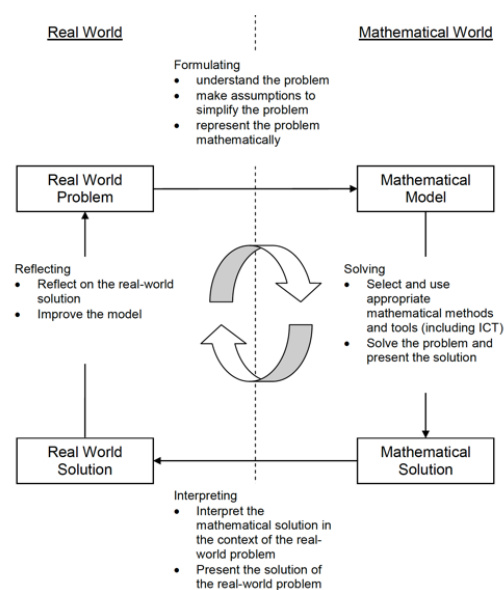 Real World
Mathematical World
Formulating
• understand the problem
• make assumptions to
simplify the problem
• represent the problem
mathematically
Real World
Problem
Mathematical
Model
Reflecting
• Reflect on the real-world
solution
• Improve the model
Solving
• Select and use
appropriate
mathematical methods
and tools (including ICT)
• Solve the problem and
present the solution
Real World
Solution
Mathematical
Solution
Interpreting
• Interpret the
mathematical solution in
the context of the real-
world problem
• Present the solution of
the real-world problem